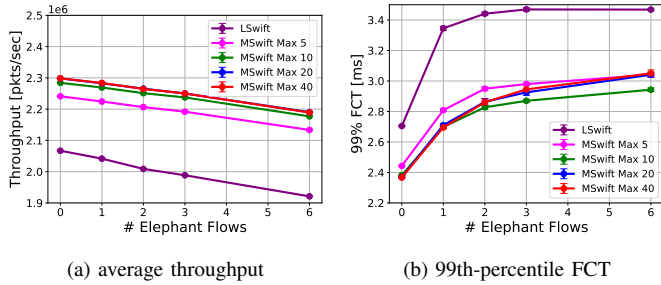 1e6
2.5
2.4
2.3
2.2
2.1
2.0
1.9
Throughput [pkts/sec]
LSwift
MSwift Max 5
MSwift Max 10
MSwift Max 20
MSwift Max 40
0 1 2 3 4 5 6
# Elephant Flows
(a) average throughput
3.4
3.2
3.0
2.8
2.6
2.4
2.2
99% FCT [ms]
LSwift
MSwift Max 5
MSwift Max 10
MSwift Max 20
MSwift Max 40
0 1 2 3 4 5 6
# Elephant Flows
(b) 99th-percentile FCT